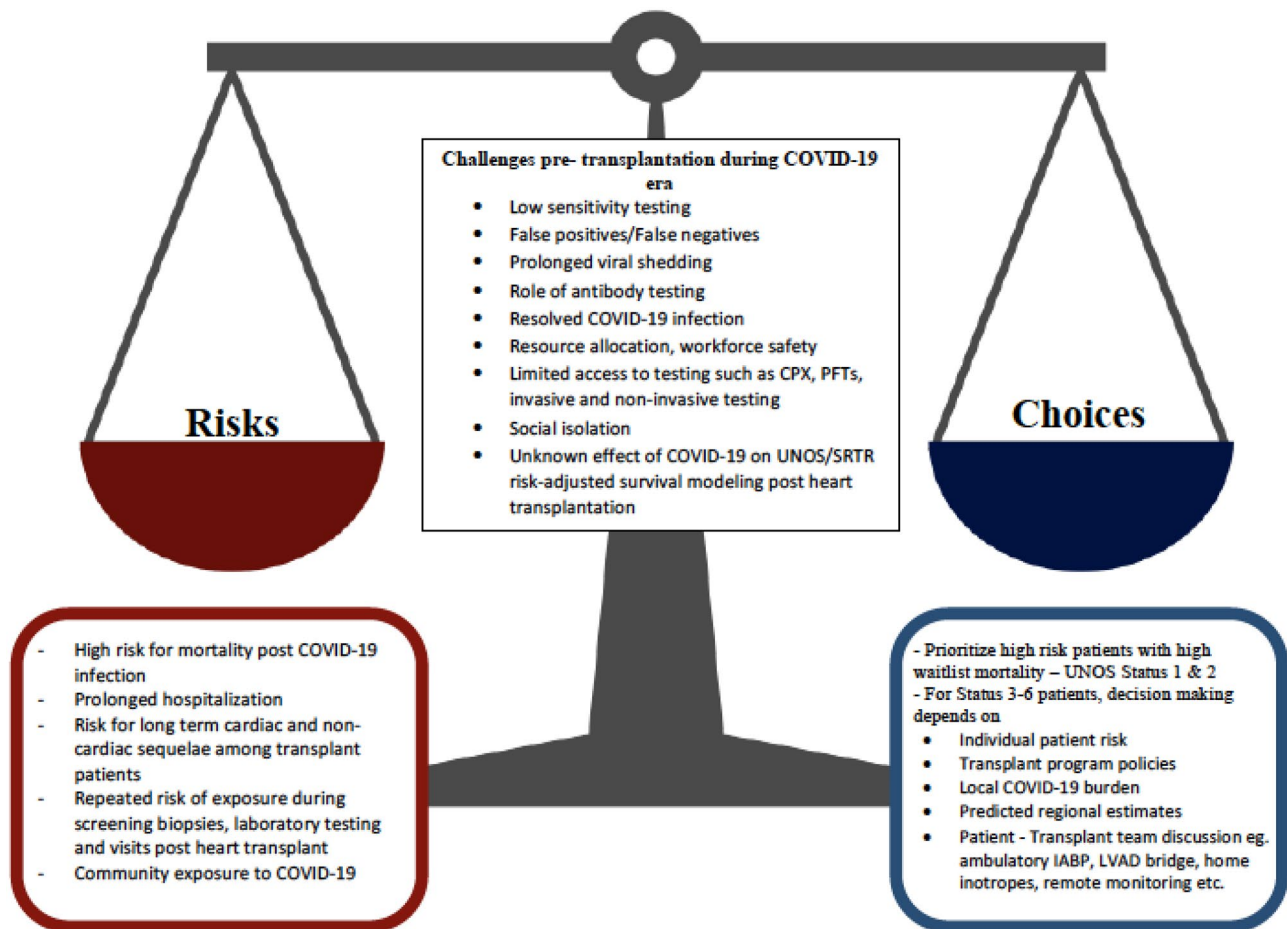 Challenges pre- transplantation during COVID-19
era
• Low sensitivity testing
• False positives/False negatives
• Prolonged viral shedding
• Role of antibody testing
• Resolved COVID-19 infection
• Resource allocation, workforce safety
• Limited access to testing such as CPX, PFTs,
invasive and non-invasive testing
• Social isolation
• Unknown effect of COVID-19 on UNOS/SRTR
risk-adjusted survival modeling post heart
transplantation
Risks
Choices
- High risk for mortality post COVID-19
infection
- Prolonged hospitalization
- Risk for long term cardiac and non-
cardiac sequelae among transplant
patients
- Repeated risk of exposure during
screening biopsies, laboratory testing
and visits post heart transplant
- Community exposure to COVID-19
- Prioritize high risk patients with high
waitlist mortality – UNOS Status 1 & 2
- For Status 3-6 patients, decision making
depends on
• Individual patient risk
• Transplant program policies
• Local COVID-19 burden
• Predicted regional estimates
• Patient - Transplant team discussion eg.
ambulatory IABP, LVAD bridge, home
inotropes, remote monitoring etc.